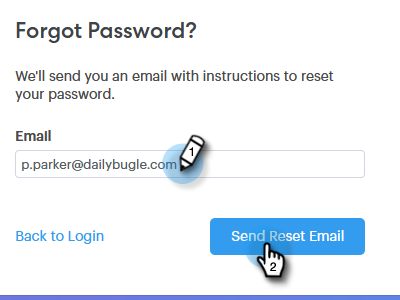 Forgot Password?
We'll send you an email with instructions to reset
your password.
Email
p.parker@dailybugle.com
1
Back to Login
Send Reset Email
2